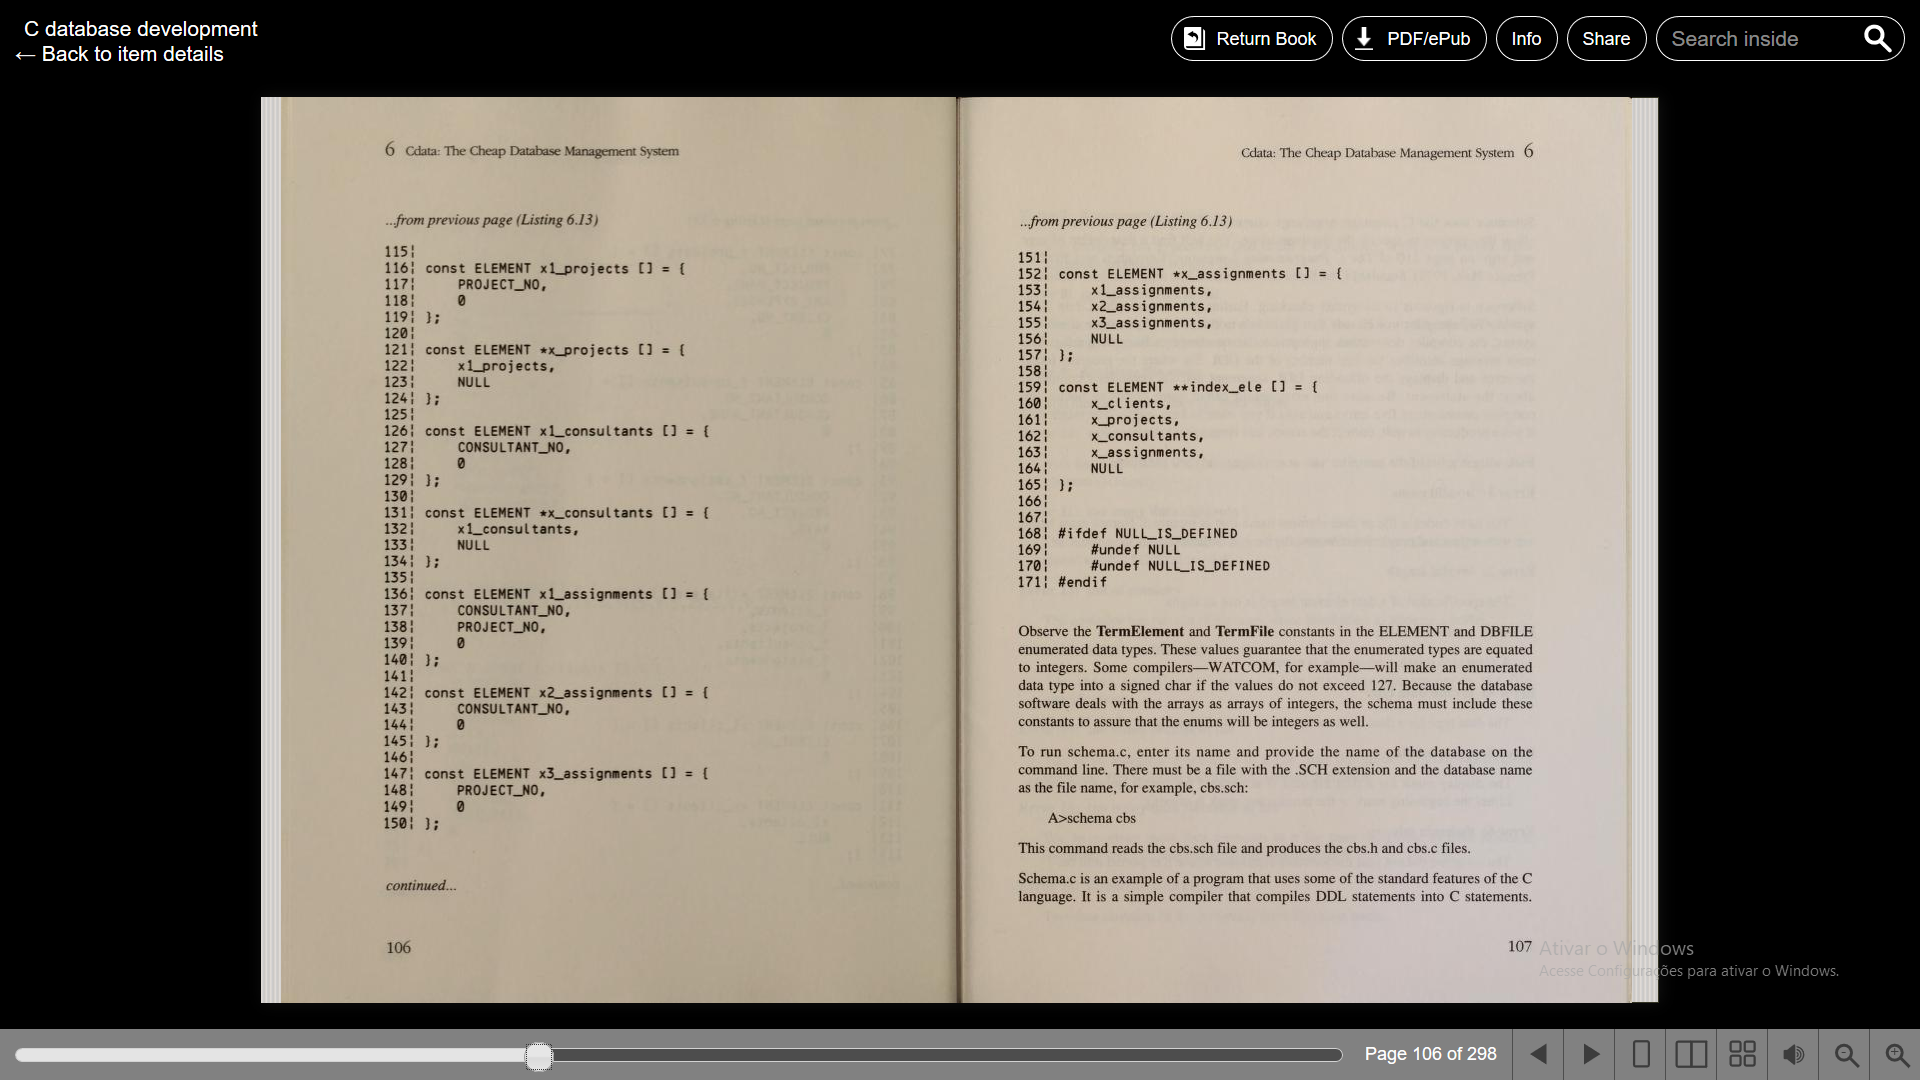 C database development
← Back to item details
Return Book
PDF/ePub
Info
Share
Search inside
6 Cdata: The Cheap Database Management System
...from previous page (Listing 6.13)
115¦
116¦ const ELEMENT x1_projects [] = {
117¦     PROJECT_NO,
118¦     0
119¦ };
120¦
121¦ const ELEMENT *x_projects [] = {
122¦     x1_projects,
123¦     NULL
124¦ };
125¦
126¦ const ELEMENT x1_consultants [] = {
127¦     CONSULTANT_NO,
128¦     0
129¦ };
130¦
131¦ const ELEMENT *x_consultants [] = {
132¦     x1_consultants,
133¦     NULL
134¦ };
135¦
136¦ const ELEMENT x1_assignments [] = {
137¦     CONSULTANT_NO,
138¦     PROJECT_NO,
139¦     0
140¦ };
141¦
142¦ const ELEMENT x2_assignments [] = {
143¦     CONSULTANT_NO,
144¦     0
145¦ };
146¦
147¦ const ELEMENT x3_assignments [] = {
148¦     PROJECT_NO,
149¦     0
150¦ };
continued...
106
Cdata: The Cheap Database Management System 6
...from previous page (Listing 6.13)
151¦
152¦ const ELEMENT *x_assignments [] = {
153¦     x1_assignments,
154¦     x2_assignments,
155¦     x3_assignments,
156¦     NULL
157¦ };
158¦
159¦ const ELEMENT **index_ele [] = {
160¦     x_clients,
161¦     x_projects,
162¦     x_consultants,
163¦     x_assignments,
164¦     NULL
165¦ };
166¦
167¦
168¦ #ifdef NULL_IS_DEFINED
169¦     #undef NULL
170¦     #undef NULL_IS_DEFINED
171¦ #endif
Observe the TermElement and TermFile constants in the ELEMENT and DBFILE
enumerated data types. These values guarantee that the enumerated types are equated
to integers. Some compilers—WATCOM, for example—will make an enumerated
data type into a signed char if the values do not exceed 127. Because the database
software deals with the arrays as arrays of integers, the schema must include these
constants to assure that the enums will be integers as well.
To run schema.c, enter its name and provide the name of the database on the
command line. There must be a file with the .SCH extension and the database name
as the file name, for example, cbs.sch:
A>schema cbs
This command reads the cbs.sch file and produces the cbs.h and cbs.c files.
Schema.c is an example of a program that uses some of the standard features of the C
language. It is a simple compiler that compiles DDL statements into C statements.
107
Ativar o Windows
Acesse Configurações para ativar o Windows.
Page 106 of 298